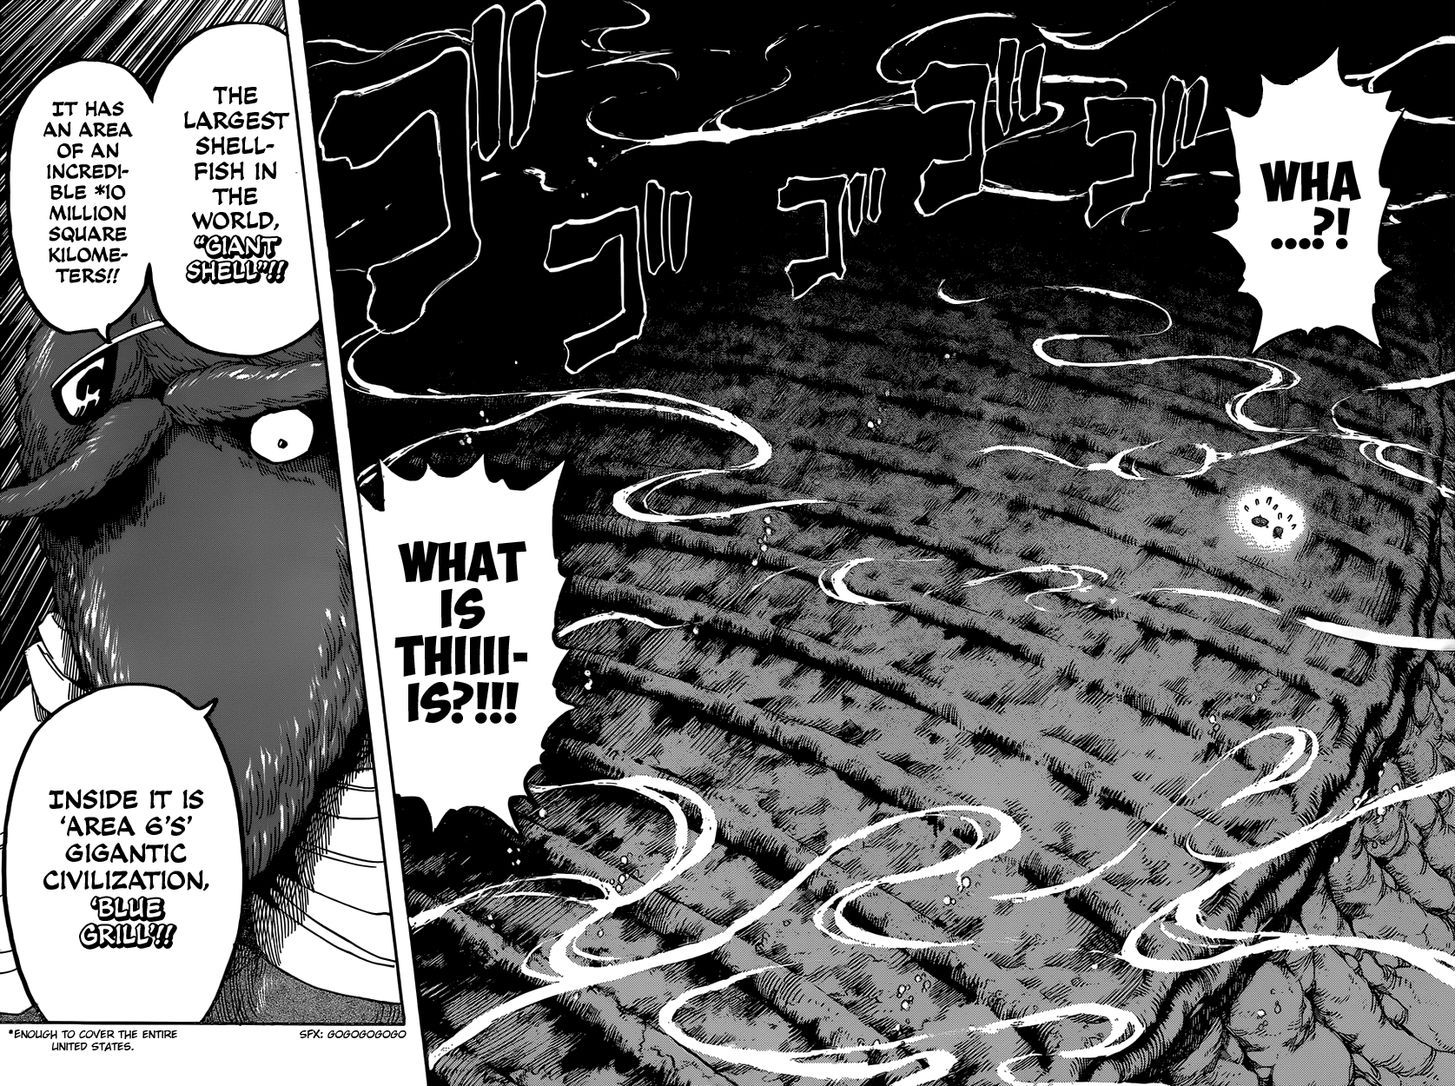 WHA
....?!
WHAT
IS
THIIII-
IS?!!!
ゴゴゴゴゴ
THE
LARGEST
SHELL-
FISH IN
THE
WORLD,
"GIANT
SHELL"!!
IT HAS
AN AREA
OF AN
INCREDI-
BLE *10
MILLION
SQUARE
KILOME-
TERS!!
INSIDE IT IS
'AREA 6'S'
GIGANTIC
CIVILIZATION,
'BLUE
GRILL'!!
*ENOUGH TO COVER THE ENTIRE
UNITED STATES.
SFX: GOGOGOGOGO